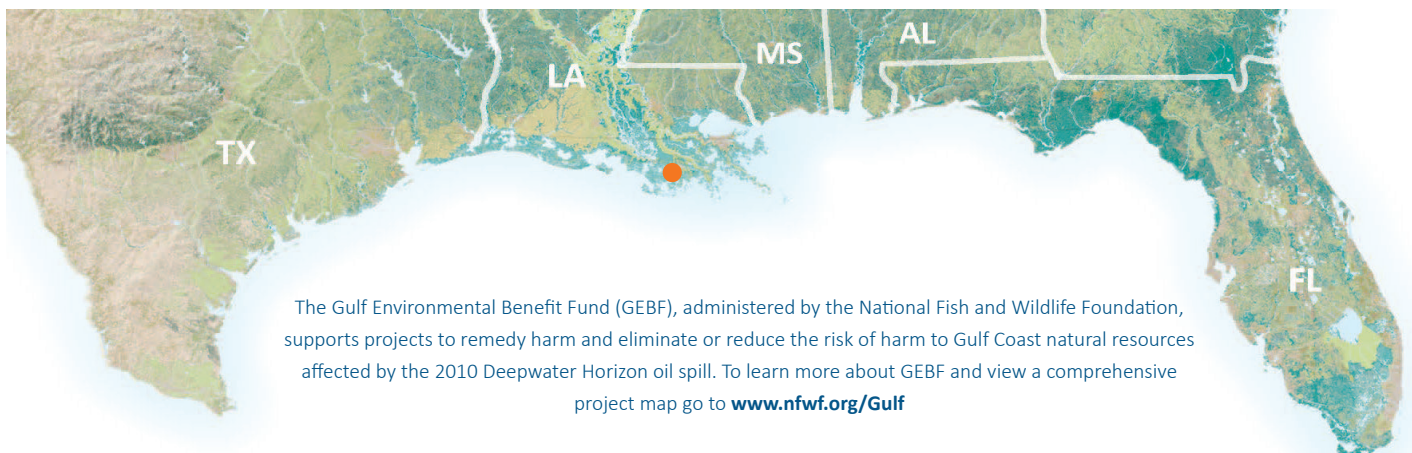 AL
MS
LA
TX
FL
The Gulf Environmental Benefit Fund (GEBF), administered by the National Fish and Wildlife Foundation,
supports projects to remedy harm and eliminate or reduce the risk of harm to Gulf Coast natural resources
affected by the 2010 Deepwater Horizon oil spill. To learn more about GEBF and view a comprehensive
project map go to www.nfwf.org/Gulf